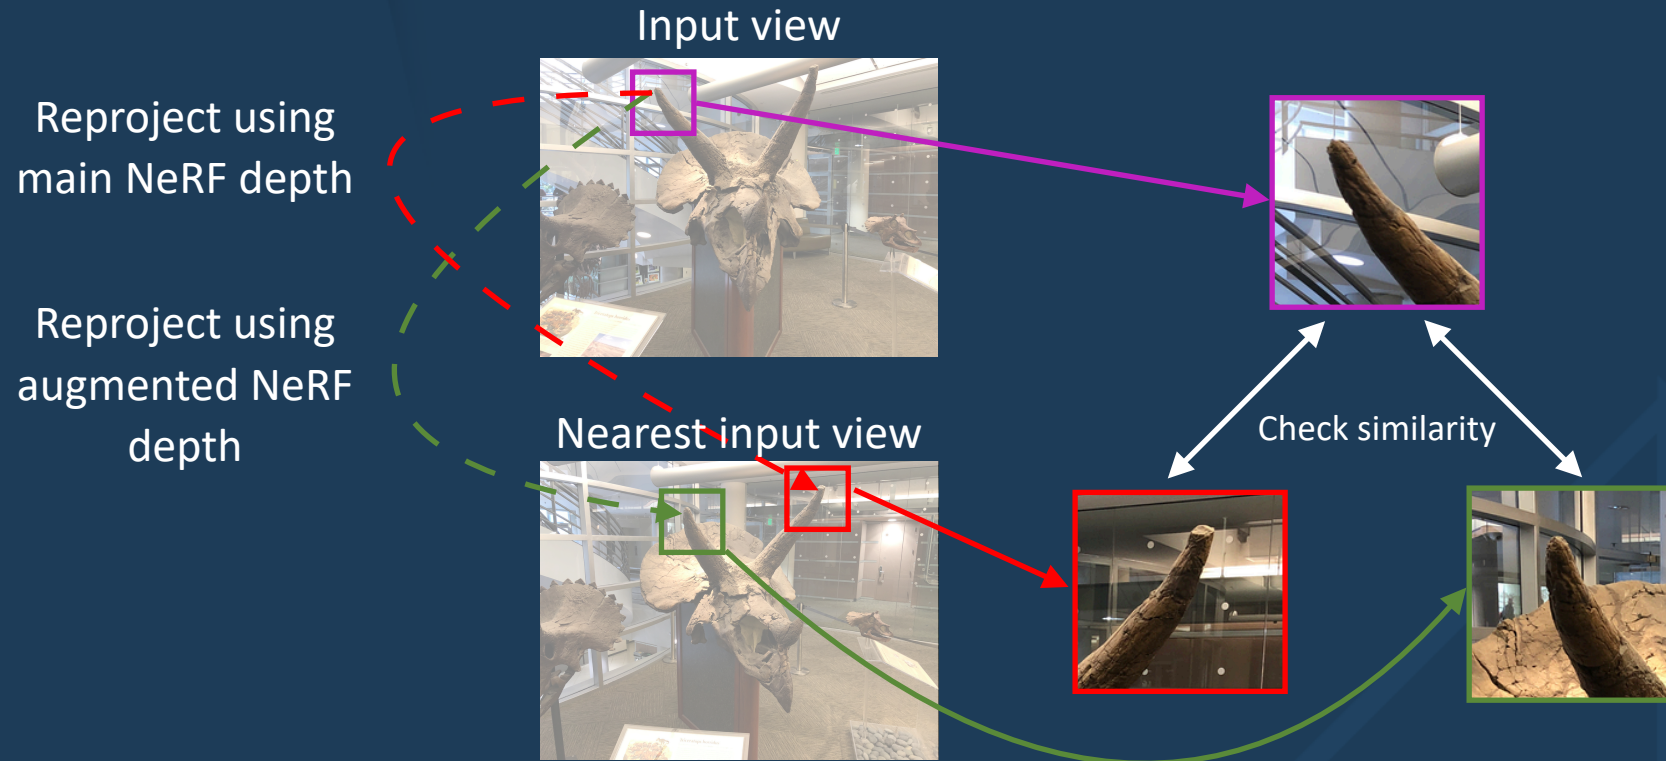 Input view
Reproject using
main NeRF depth
Reproject using
augmented NeRF
depth
Nearest input view
Check similarity